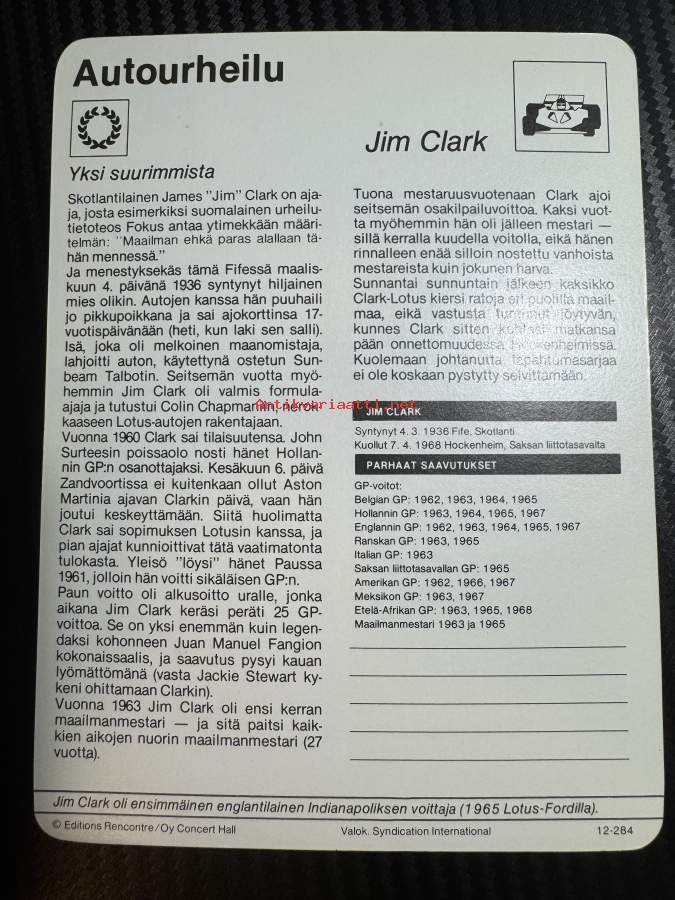 Autourheilu
Jim Clark
Yksi suurimmista
Skotlantilainen James "Jim" Clark on aja-
ja, josta esimerkiksi suomalainen urheilu-
tietoteos Fokus antaa ytimekkään määri-
telmän: "Maailman ehkä paras alallaan tä-
hän mennessä."
Ja menestyksekäs tämä Fifessä maalis-
kuun 4. päivänä 1936 syntynyt hiljainen
mies olikin. Autojen kanssa hän puuhaili
jo pikkupoikana ja sai ajokorttinsa 17-
vuotispäivänään (heti, kun laki sen salli).
Isä, joka oli melkoinen maanomistaja,
lahjoitti auton, käytettynä ostetun Sun-
beam Talbotin. Seitsemän vuotta myö-
hemmin Jim Clark oli valmis formula-
ajaja ja tutustui Colin Chapmaniin, nerok-
kaaseen Lotus-autojen rakentajaan.
Vuonna 1960 Clark sai tilaisuutensa. John
Surteesin poissaolo nosti hänet Hollan-
nin GP:n osanottajaksi. Kesäkuun 6. päivä
Zandvoortissa ei kuitenkaan ollut Aston
Martinia ajavan Clarkin päivä, vaan hän
joutui keskeyttämään. Siitä huolimatta
Clark sai sopimuksen Lotusin kanssa, ja
pian ajajat kunnioittivat tätä vaatimatonta
tulokasta. Yleisö "löysi" hänet Paussa
1961, jolloin hän voitti sikäläisen GP:n.
Paun voitto oli alkusoitto uralle, jonka
aikana Jim Clark keräsi peräti 25 GP-
voittoa. Se on yksi enemmän kuin legen-
daksi kohonneen Juan Manuel Fangion
kokonaissaalis, ja saavutus pysyi kauan
lyömättömänä (vasta Jackie Stewart ky-
keni ohittamaan Clarkin).
Vuonna 1963 Jim Clark oli ensi kerran
maailmanmestari — ja sitä paitsi kaik-
kien aikojen nuorin maailmanmestari (27
vuotta).
Tuona mestaruusvuotenaan Clark ajoi
seitsemän osakilpailuvoittoa. Kaksi vuot-
ta myöhemmin hän oli jälleen mestari —
sillä kerralla kuudella voitolla, eikä hänen
rinnalleen enää silloin nostettu vanhoista
mestareista kuin jokunen harva.
Sunnantai sunnuntain jälkeen kaksikko
Clark-Lotus kiersi ratoja eri puolilla maail-
maa, eikä vastusta tuntunut löytyvän,
kunnes Clark sitten kohtasi matkansa
pään onnettomuudessa Hockenheimissa.
Kuolemaan johtanutta tapahtumasarjaa
ei ole koskaan pystytty selvittämään.
Antikvariaatti.net
JIM CLARK
Syntynyt 4. 3. 1936 Fife, Skotlanti
Kuollut 7. 4. 1968 Hockenheim, Saksan liittotasavalta
PARHAAT SAAVUTUKSET
GP-voitot:
Belgian GP: 1962, 1963, 1964, 1965
Hollannin GP: 1963, 1964, 1965, 1967
Englannin GP: 1962, 1963, 1964, 1965, 1967
Ranskan GP: 1963, 1965
Italian GP: 1963
Saksan liittotasavallan GP: 1965
Amerikan GP: 1962, 1966, 1967
Meksikon GP: 1963, 1967
Etelä-Afrikan GP: 1963, 1965, 1968
Maailmanmestari 1963 ja 1965
Jim Clark oli ensimmäinen englantilainen Indianapoliksen voittaja (1965 Lotus-Fordilla).
© Editions Rencontre/Oy Concert Hall
Valok. Syndication International
12-284